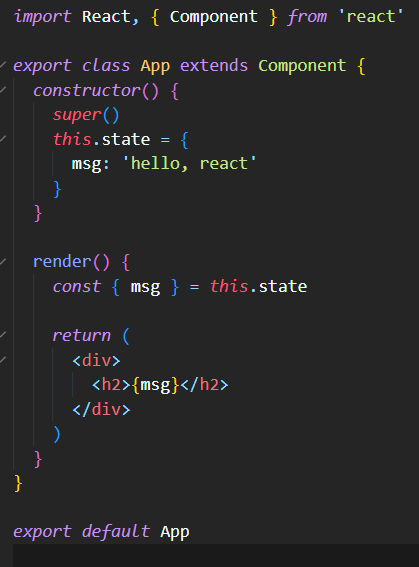 import React, { Component } from 'react'
export class App extends Component {
constructor() {
super()
this.state = {
msg: 'hello, react'
}
}
render() {
const { msg } = this.state
return (
<div>
<h2>{msg}</h2>
</div>
)
}
}
export default App